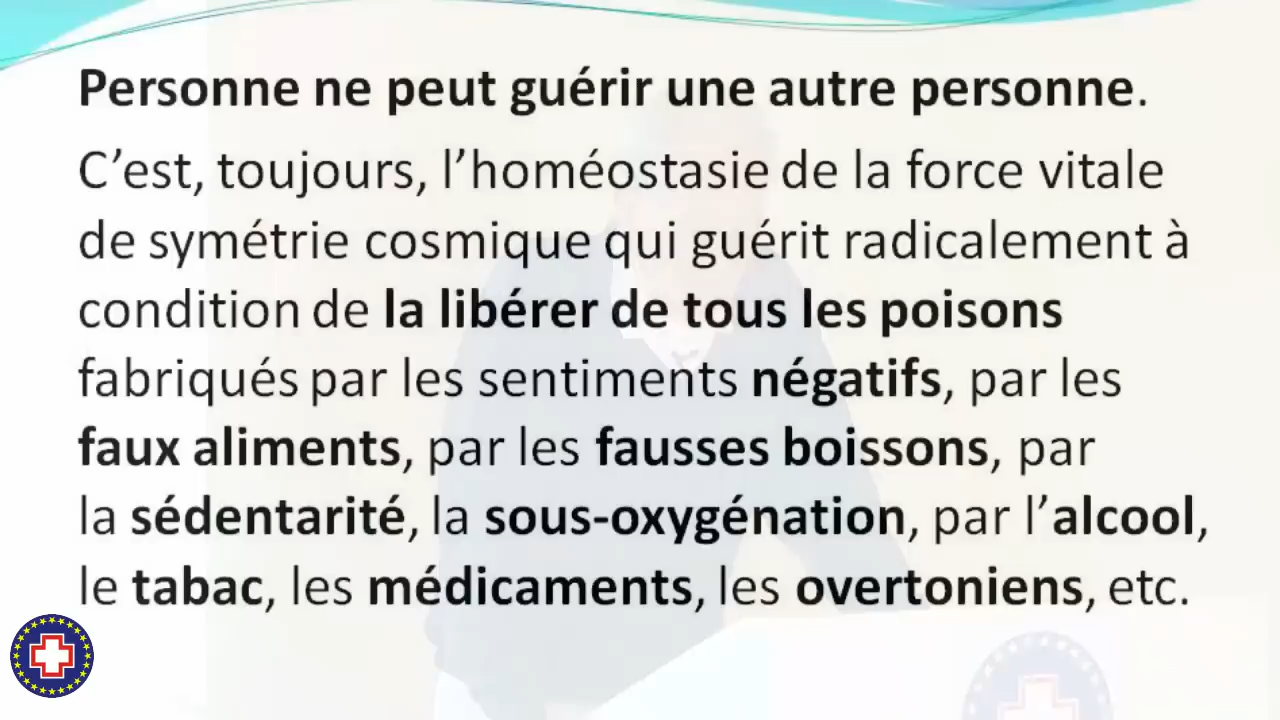 Personne ne peut guérir une autre personne.
C’est, toujours, l’homéostasie de la force vitale
de symétrie cosmique qui guérit radicalement à
condition de la libérer de tous les poisons
fabriqués par les sentiments négatifs, par les
faux aliments, par les fausses boissons, par
la sédentarité, la sous-oxygénation, par l’alcool,
le tabac, les médicaments, les overtoniens, etc.